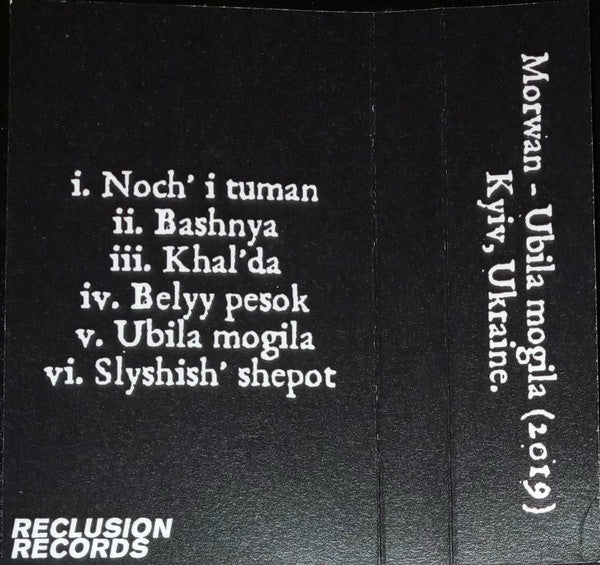 i. Noch' i tuman
ii. Bashnya
iii. Khal'da
iv. Belyy pesok
v. Ubila mogila
vi. Slyshish' shepot
RECLUSION
RECORDS
Morwan - Ubila mogila (2019)
Kyiv, Ukraine.